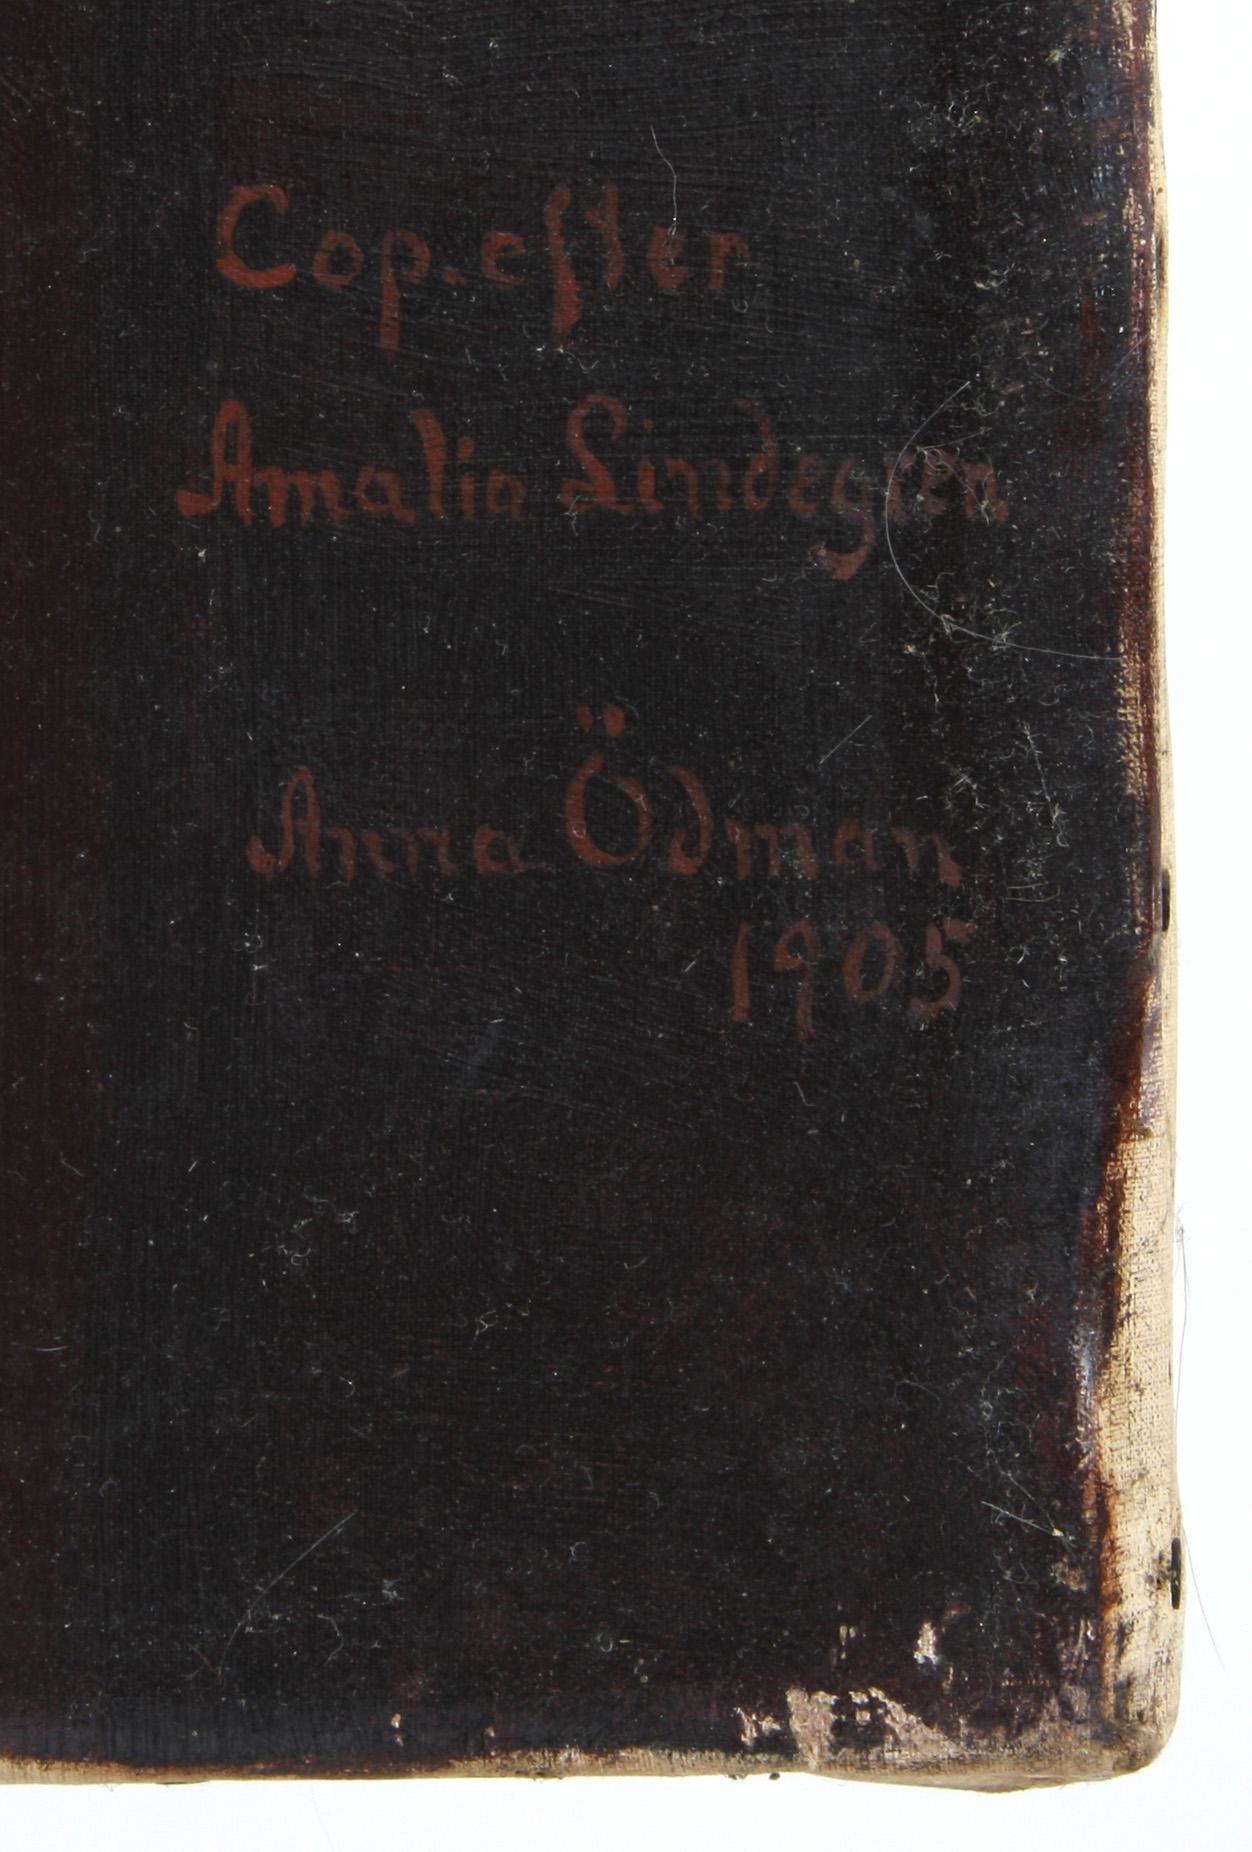 Cop. efter
Amalia Lindegren
Anna Ödman
1905